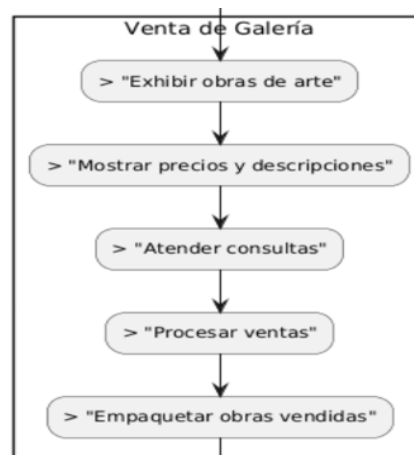 Venta de Galería
> "Exhibir obras de arte"
> "Mostrar precios y descripciones"
> "Atender consultas"
> "Procesar ventas"
> "Empaquetar obras vendidas"